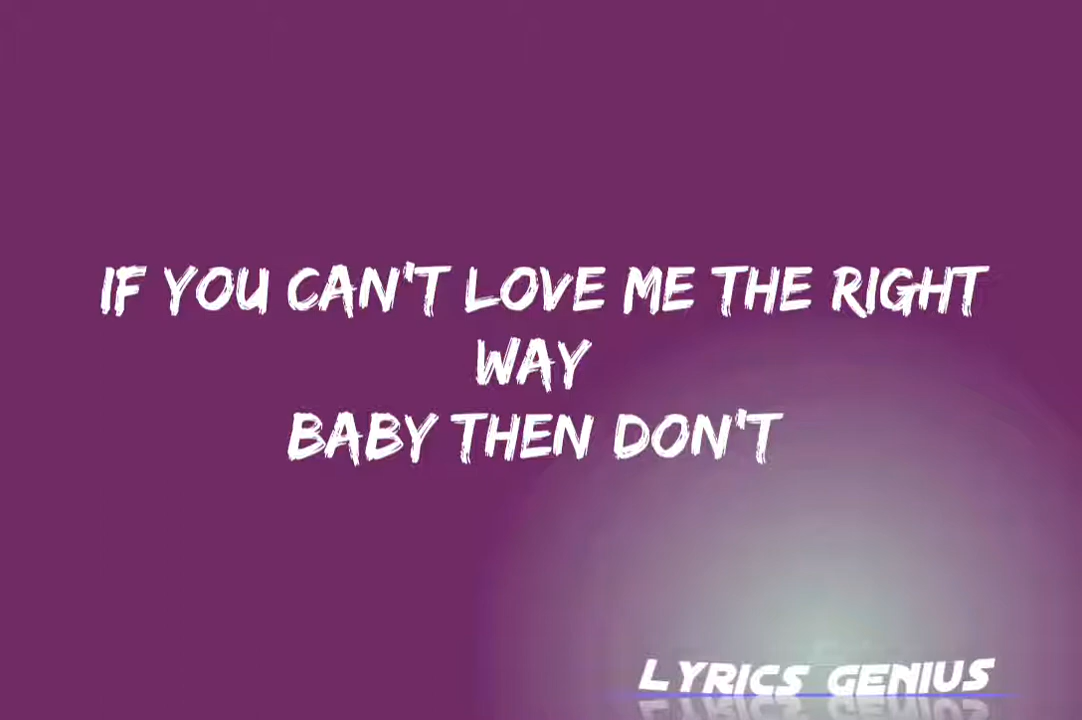 IF YOU CAN'T LOVE ME THE RIGHT
WAY
BABY THEN DON'T
LYRICS GENIUS